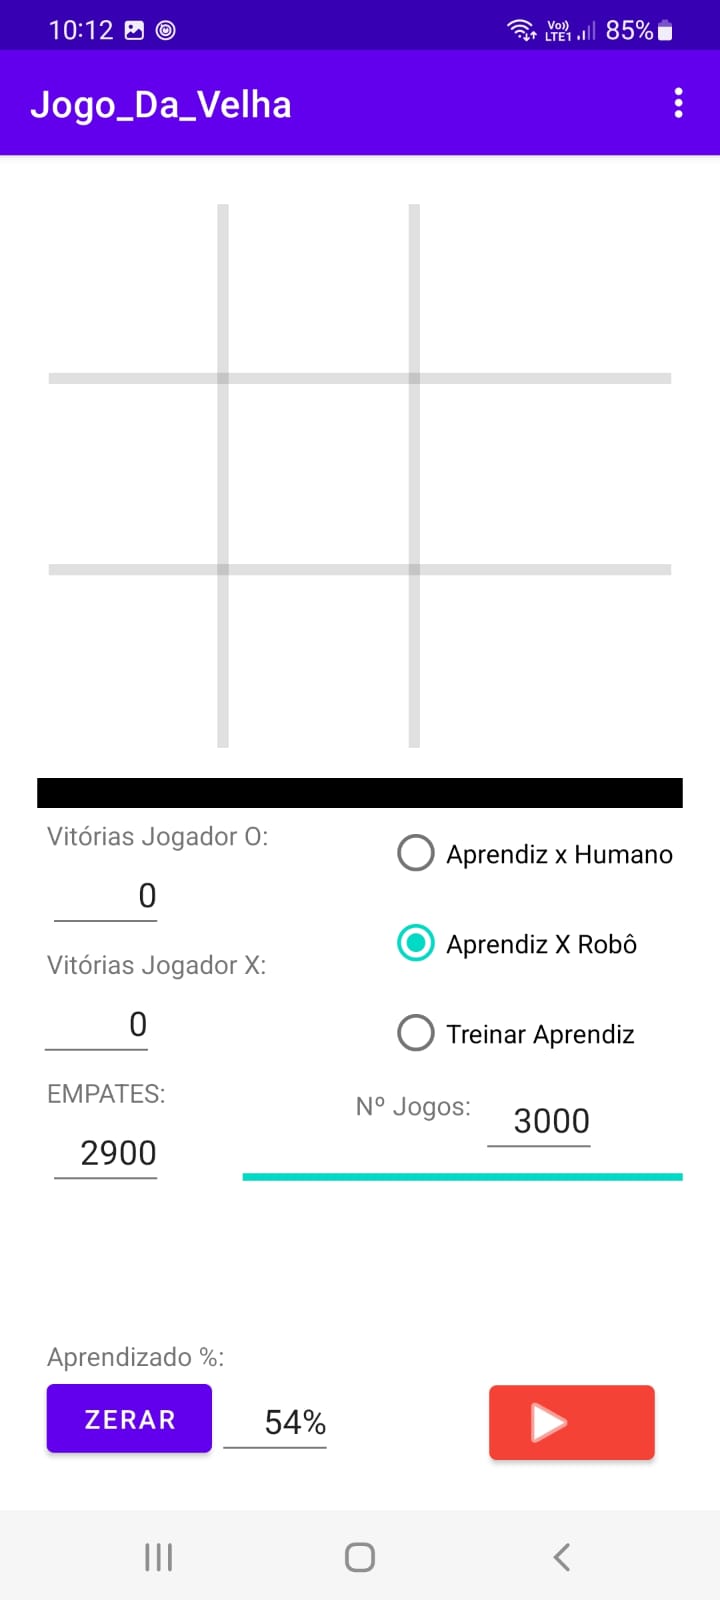 10:12
Vo)) LTE1 85%
Jogo_Da_Velha
Vitórias Jogador O:
0
Vitórias Jogador X:
0
EMPATES:
2900
Aprendiz x Humano
Aprendiz X Robô
Treinar Aprendiz
Nº Jogos: 3000
Aprendizado %:
ZERAR 54%